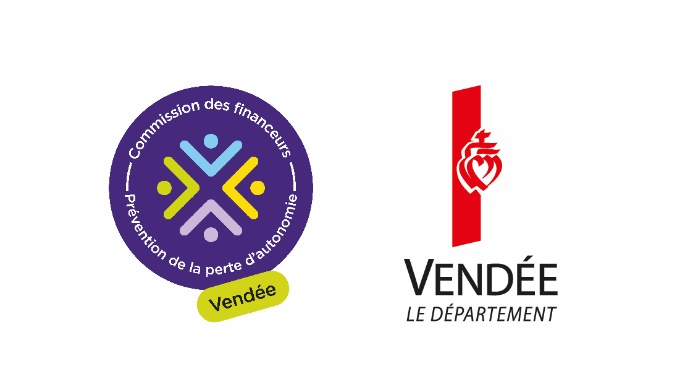 Commission des financeurs
Prévention de la perte d'autonomie
Vendée
VENDÉE
LE DÉPARTEMENT